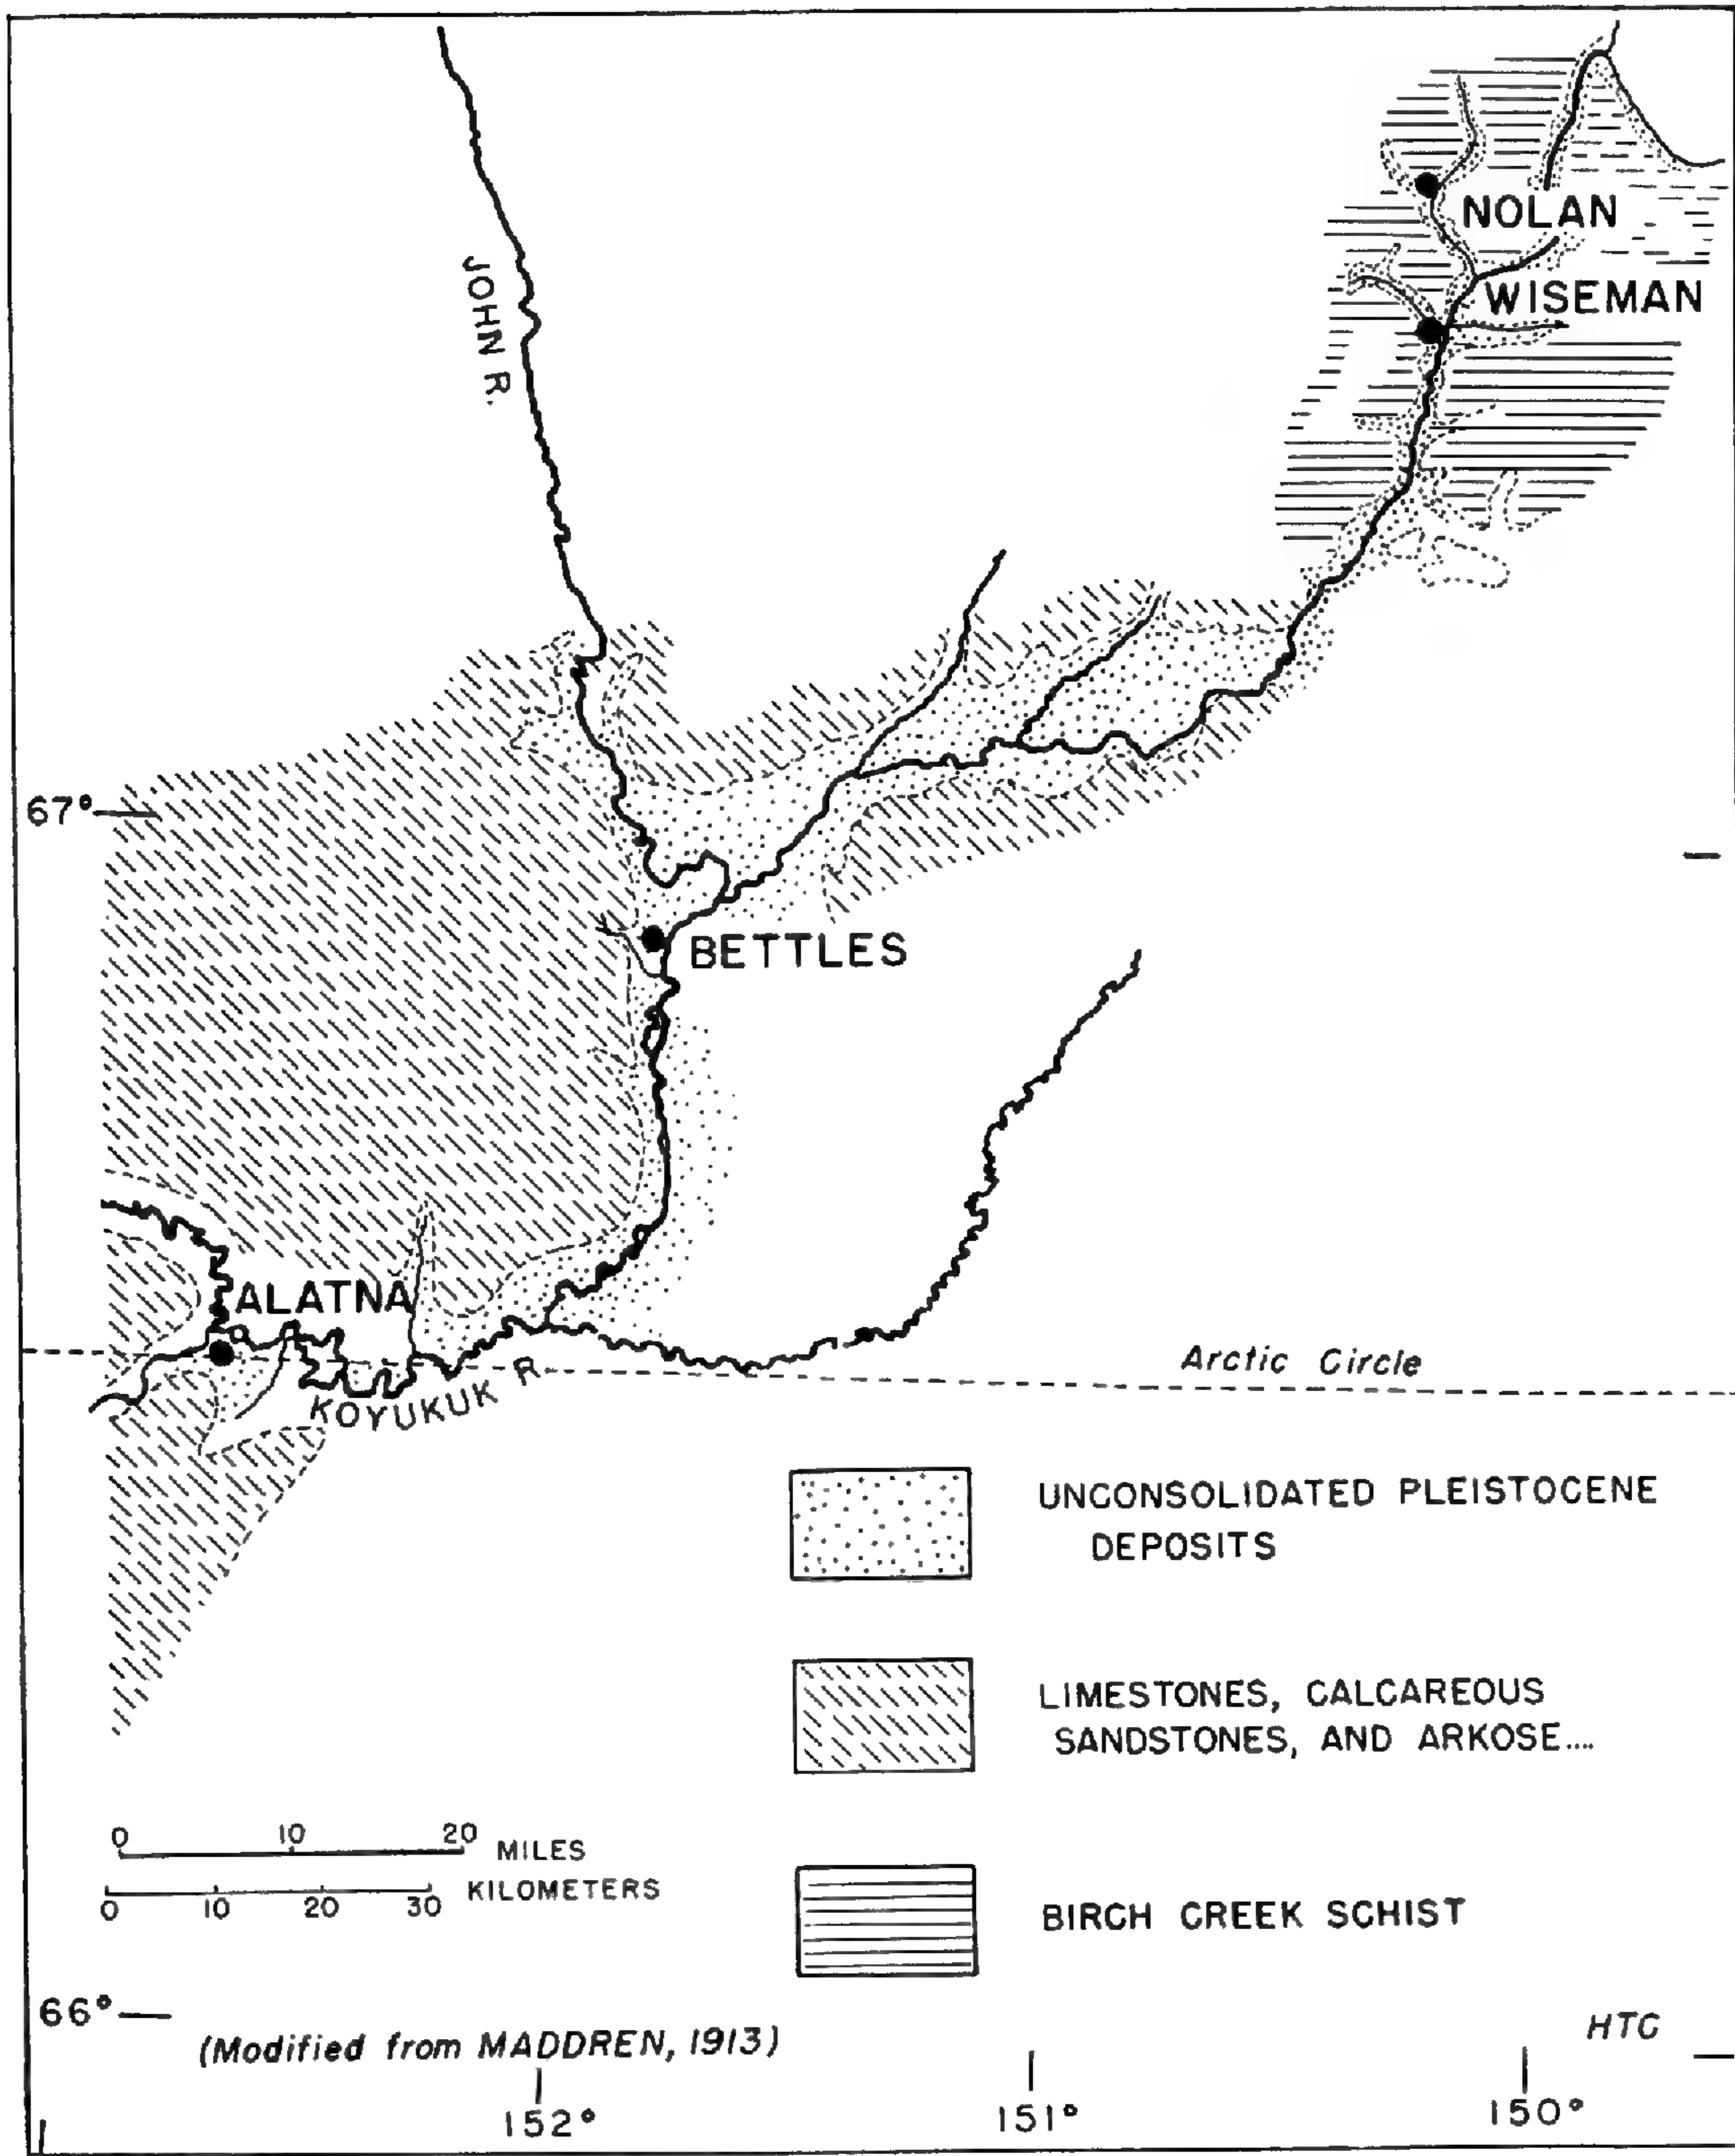 JOHN R.
NOLAN
WISEMAN
67°
BETTLES
ALATNA
Arctic Circle
KOYUKUK R.
UNCONSOLIDATED PLEISTOCENE
DEPOSITS
LIMESTONES, CALCAREOUS
SANDSTONES, AND ARKOSE....
0 10 20 MILES
KILOMETERS
0 10 20 30
BIRCH CREEK SCHIST
66°
(Modified from MADDREN, 1913)
HTG
152° 151° 150°